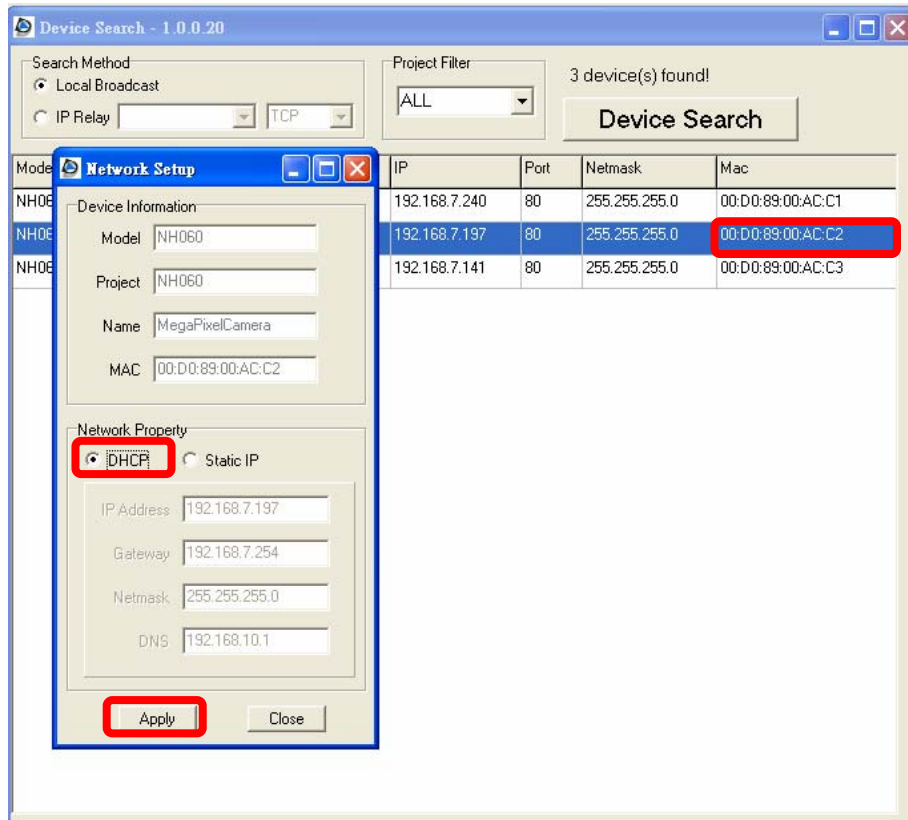 Device Search - 1.0.0.20
Search Method
Local Broadcast
IP Relay TCP
Project Filter
ALL
3 device(s) found!
Device Search
IP Port Netmask Mac
192.168.7.240 80 255.255.255.0 00:D0:89:00:AC:C1
192.168.7.197 80 255.255.255.0 00:D0:89:00:AC:C2
192.168.7.141 80 255.255.255.0 00:D0:89:00:AC:C3
Network Setup
Device Information
Model NH060
Project NH060
Name MegaPixelCamera
MAC 00:D0:89:00:AC:C2
Network Property
DHCP Static IP
IP Address 192.168.7.197
Gateway 192.168.7.254
Netmask 255.255.255.0
DNS 192.168.10.1
Apply Close